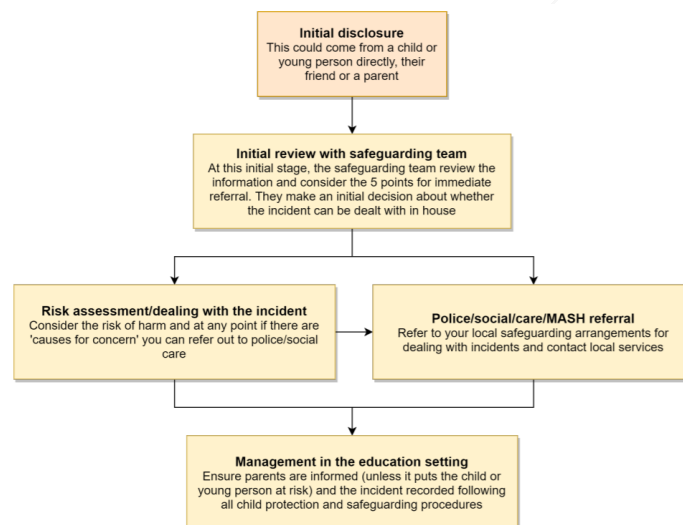 Initial disclosure
This could come from a child or
young person directly, their
friend or a parent
Initial review with safeguarding team
At this initial stage, the safeguarding team review the
information and consider the 5 points for immediate
referral. They make an initial decision about whether
the incident can be dealt with in house
Risk assessment/dealing with the incident
Consider the risk of harm and at any point if there are
'causes for concern' you can refer out to police/social
care
Police/social/care/MASH referral
Refer to your local safeguarding arrangements for
dealing with incidents and contact local services
Management in the education setting
Ensure parents are informed (unless it puts the child or
young person at risk) and the incident recorded following
all child protection and safeguarding procedures